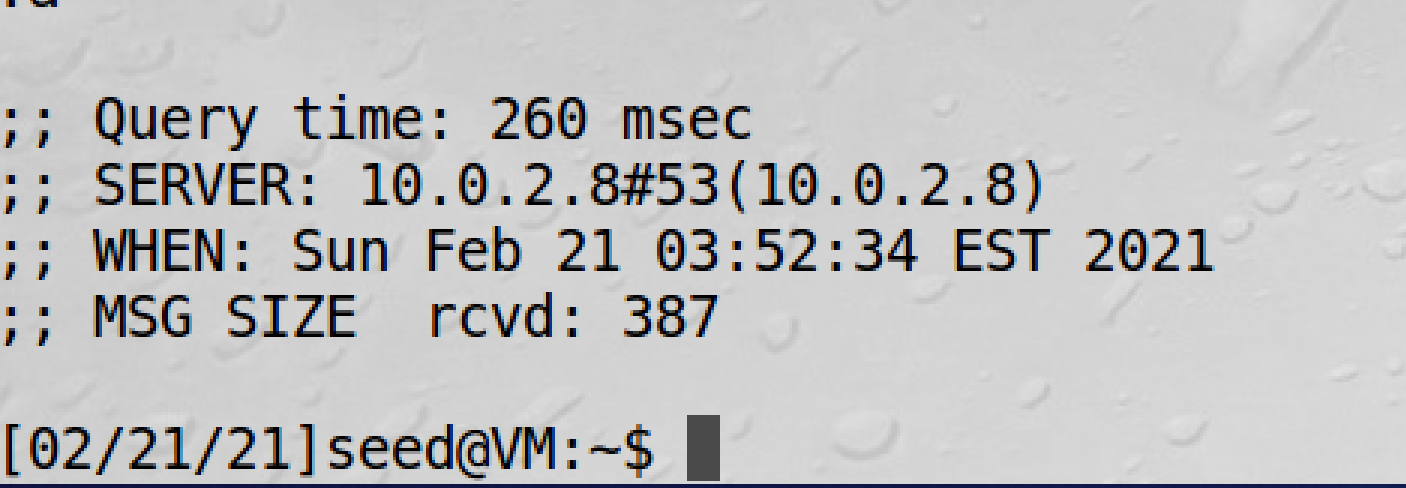 ;; Query time: 260 msec
;; SERVER: 10.0.2.8#53(10.0.2.8)
;; WHEN: Sun Feb 21 03:52:34 EST 2021
;; MSG SIZE  rcvd: 387
[02/21/21]seed@VM:~$